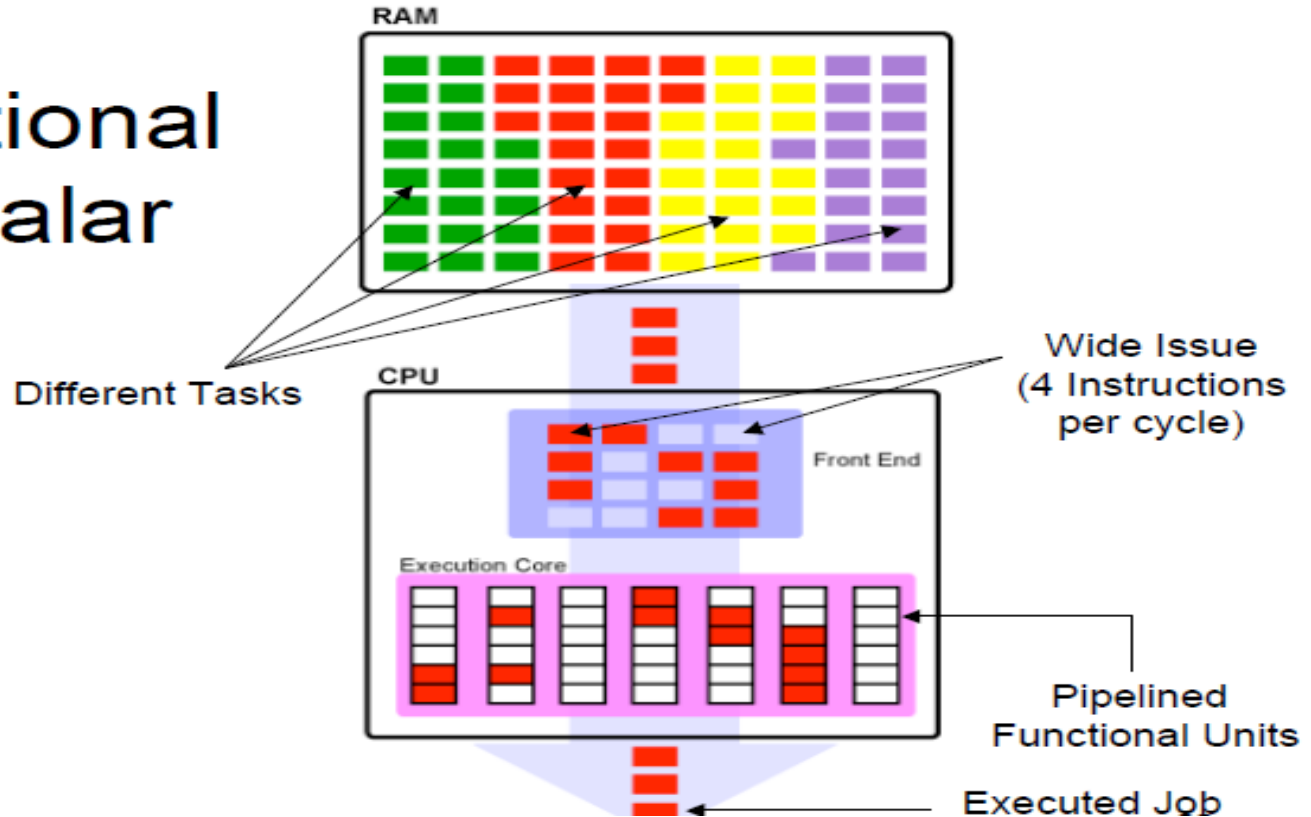 RAM
tional
alar
Different Tasks
CPU
Wide Issue
(4 Instructions
per cycle)
Front End
Execution Core
Pipelined
Functional Units
Executed Job